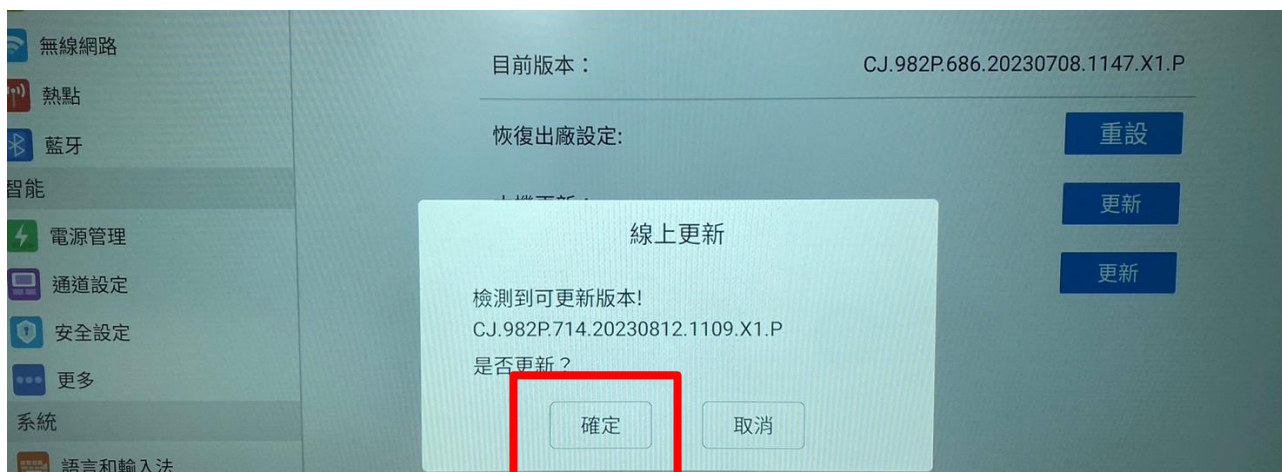 無線網路
熱點
藍牙
智能
電源管理
通道設定
安全設定
更多
系統
語言和輸入法
目前版本：
CJ.982P.686.20230708.1147.X1.P
恢復出廠設定:
重設
更新
更新
線上更新
檢測到可更新版本!
CJ.982P.714.20230812.1109.X1.P
是否更新？
確定
取消